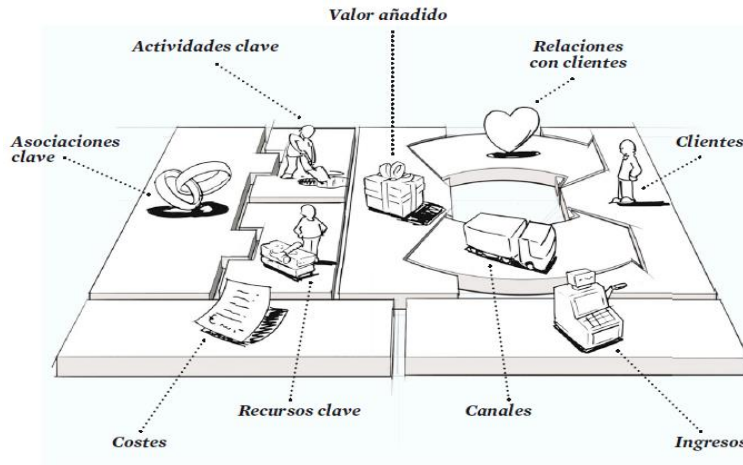 Valor añadido
Actividades clave
Relaciones
con clientes
Asociaciones
clave
Clientes
Recursos clave
Canales
Costes
Ingresos